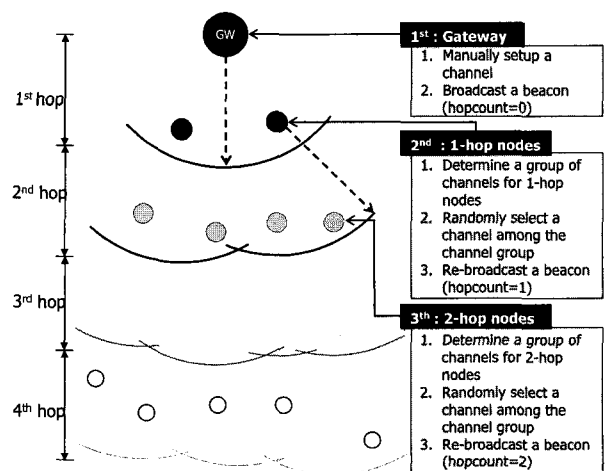 GW
1st : Gateway
1. Manually setup a
channel
2. Broadcast a beacon
(hopcount=0)
1st hop
2nd : 1-hop nodes
1. Determine a group of
channels for 1-hop
nodes
2. Randomly select a
channel among the
channel group
3. Re-broadcast a beacon
(hopcount=1)
2nd hop
3rd hop
3th : 2-hop nodes
1. Determine a group of
channels for 2-hop
nodes
2. Randomly select a
channel among the
channel group
3. Re-broadcast a beacon
(hopcount=2)
4th hop